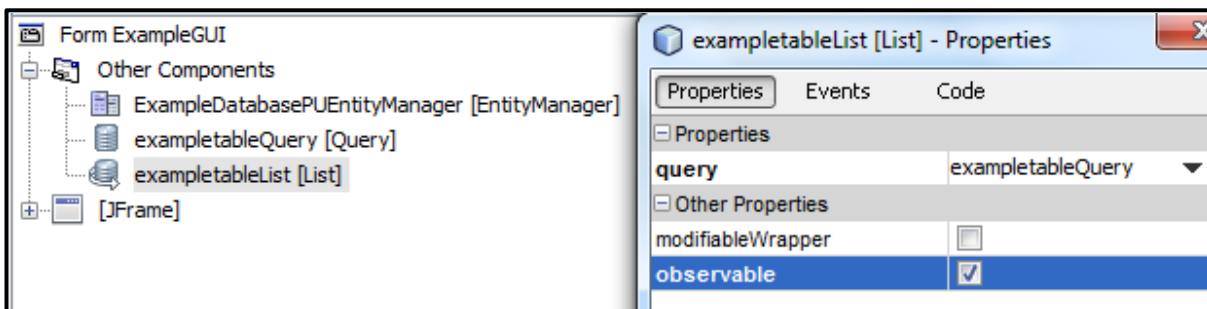 Form ExampleGUI
Other Components
ExampleDatabasePUEntityManager [EntityManager]
exampletableQuery [Query]
exampletableList [List]
[JFrame]
exampletableList [List] - Properties
Properties Events Code
Properties
query exampletableQuery
Other Properties
modifiableWrapper
observable